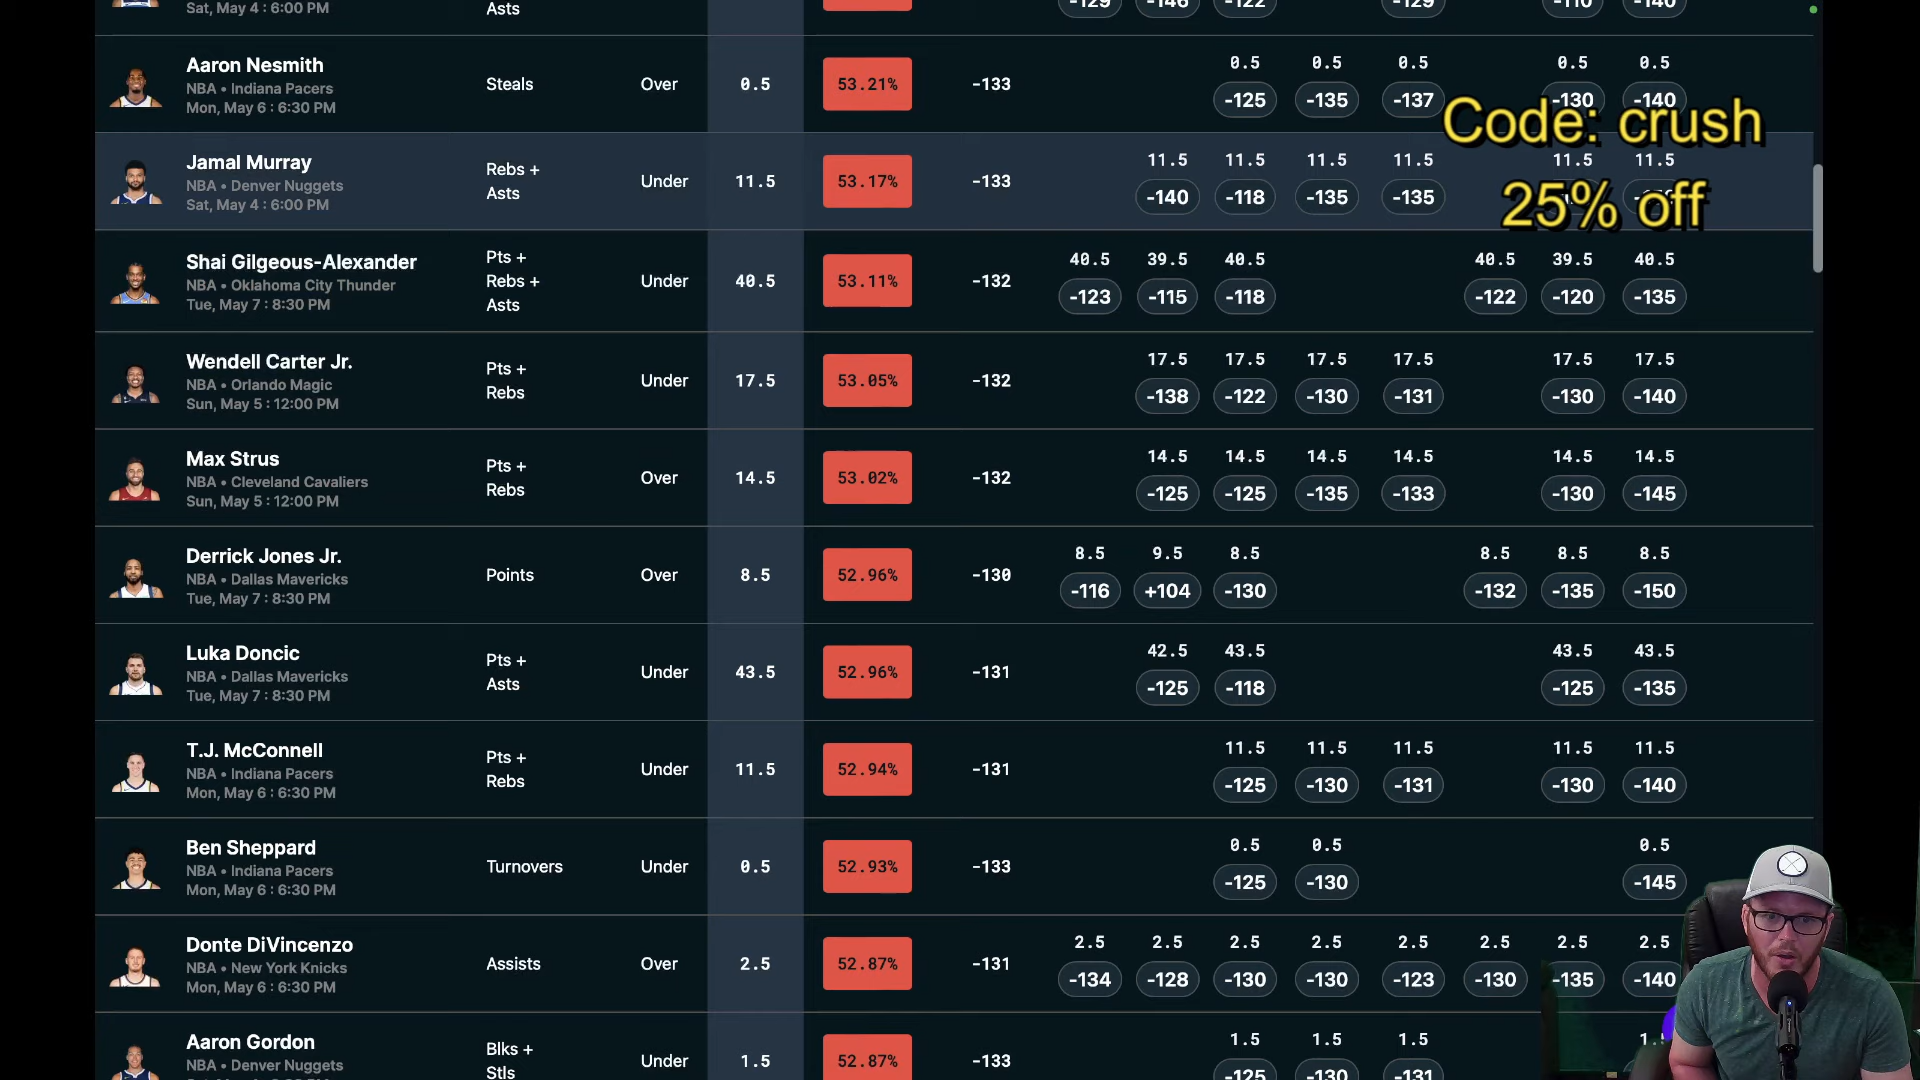 Sat, May 4 : 6:00 PM
Asts
-129 -146 -122 -129 -110 -140
Aaron Nesmith
NBA • Indiana Pacers
Mon, May 6 : 6:30 PM
Steals Over 0.5 53.21% -133
0.5 0.5 0.5 0.5 0.5
-125 -135 -137 -130 -140
Code: crush
25% off
Jamal Murray
NBA • Denver Nuggets
Sat, May 4 : 6:00 PM
Rebs +
Asts
Under 11.5 53.17% -133
11.5 11.5 11.5 11.5 11.5 11.5
-140 -118 -135 -135
Shai Gilgeous-Alexander
NBA • Oklahoma City Thunder
Tue, May 7 : 8:30 PM
Pts +
Rebs +
Asts
Under 40.5 53.11% -132
40.5 39.5 40.5 40.5 39.5 40.5
-123 -115 -118 -122 -120 -135
Wendell Carter Jr.
NBA • Orlando Magic
Sun, May 5 : 12:00 PM
Pts +
Rebs
Under 17.5 53.05% -132
17.5 17.5 17.5 17.5 17.5 17.5
-138 -122 -130 -131 -130 -140
Max Strus
NBA • Cleveland Cavaliers
Sun, May 5 : 12:00 PM
Pts +
Rebs
Over 14.5 53.02% -132
14.5 14.5 14.5 14.5 14.5 14.5
-125 -125 -135 -133 -130 -145
Derrick Jones Jr.
NBA • Dallas Mavericks
Tue, May 7 : 8:30 PM
Points Over 8.5 52.96% -130
8.5 9.5 8.5 8.5 8.5 8.5
-116 +104 -130 -132 -135 -150
Luka Doncic
NBA • Dallas Mavericks
Tue, May 7 : 8:30 PM
Pts +
Asts
Under 43.5 52.96% -131
42.5 43.5 43.5 43.5
-125 -118 -125 -135
T.J. McConnell
NBA • Indiana Pacers
Mon, May 6 : 6:30 PM
Pts +
Rebs
Under 11.5 52.94% -131
11.5 11.5 11.5 11.5 11.5
-125 -130 -131 -130 -140
Ben Sheppard
NBA • Indiana Pacers
Mon, May 6 : 6:30 PM
Turnovers Under 0.5 52.93% -133
0.5 0.5 0.5
-125 -130 -145
Donte DiVincenzo
NBA • New York Knicks
Mon, May 6 : 6:30 PM
Assists Over 2.5 52.87% -131
2.5 2.5 2.5 2.5 2.5 2.5 2.5 2.5
-134 -128 -130 -130 -123 -130 -135 -140
Aaron Gordon
NBA • Denver Nuggets
Blks +
Stls
Under 1.5 52.87% -133
1.5 1.5 1.5
-125 -130 -131